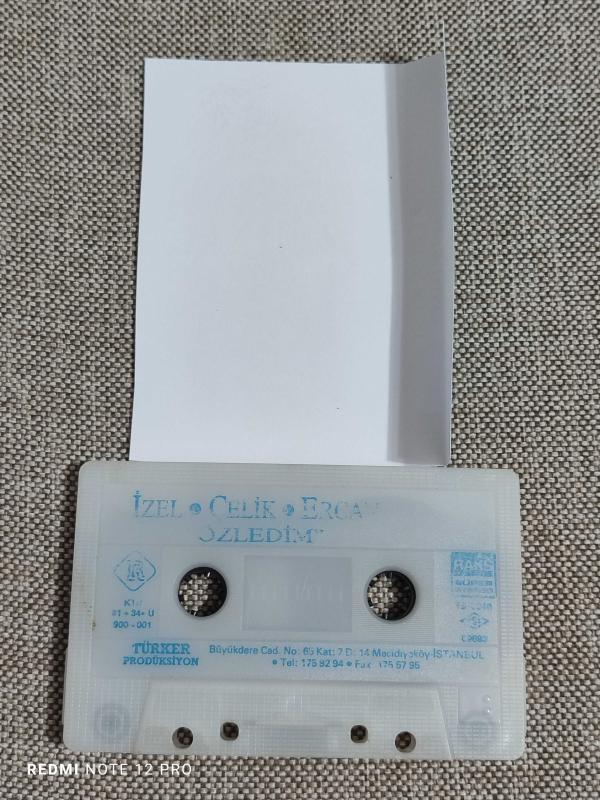 İZEL • ÇELİK • ERCAN
ÖZLEDİM"
R
900 - 001
RAKS
SUPER
TÜRKER
PRODÜKSİYON
Büyükdere Cad. No: 65 Kat: 7 D: 14 Mecidiyeköy-İSTANBUL
• Tel: 175 92 94 • Fax: 175 57 95
REDMI NOTE 12 PRO